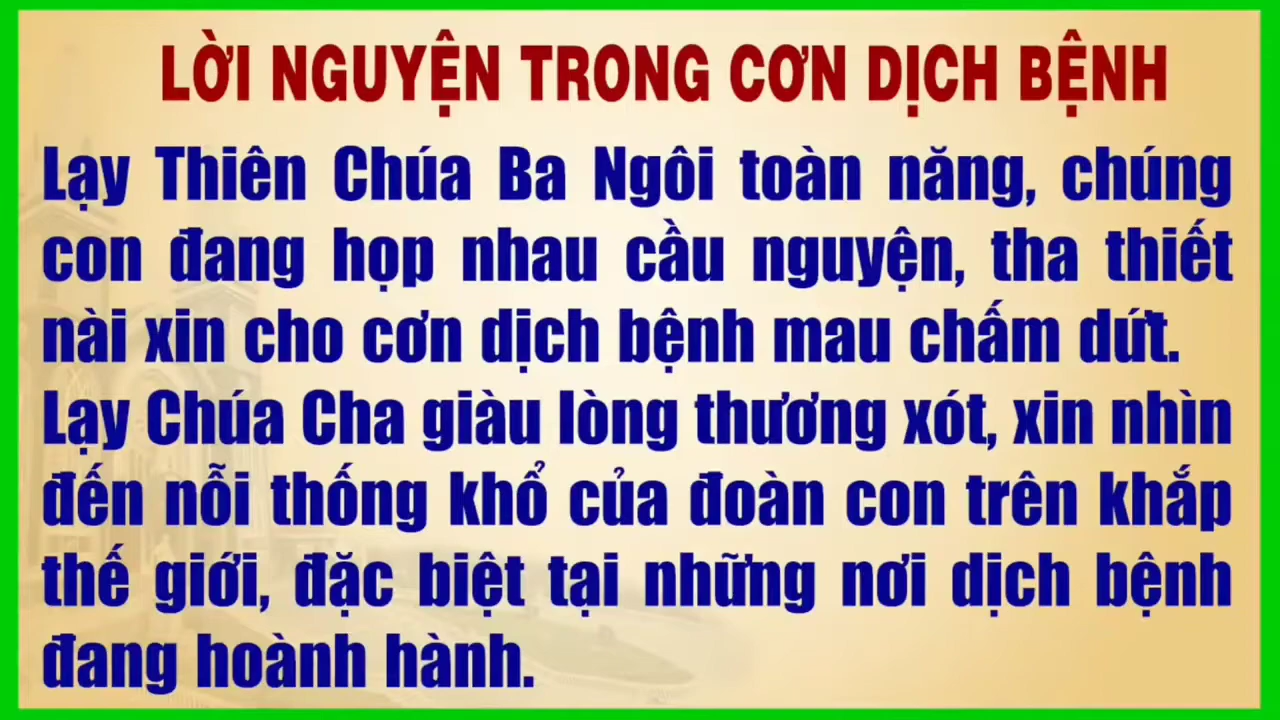 LỜI NGUYỆN TRONG CƠN DỊCH BỆNH
Lạy Thiên Chúa Ba Ngôi toàn năng, chúng
con đang họp nhau cầu nguyện, tha thiết
nài xin cho cơn dịch bệnh mau chấm dứt.
Lạy Chúa Cha giàu lòng thương xót, xin nhìn
đến nỗi thống khổ của đoàn con trên khắp
thế giới, đặc biệt tại những nơi dịch bệnh
đang hoành hành.